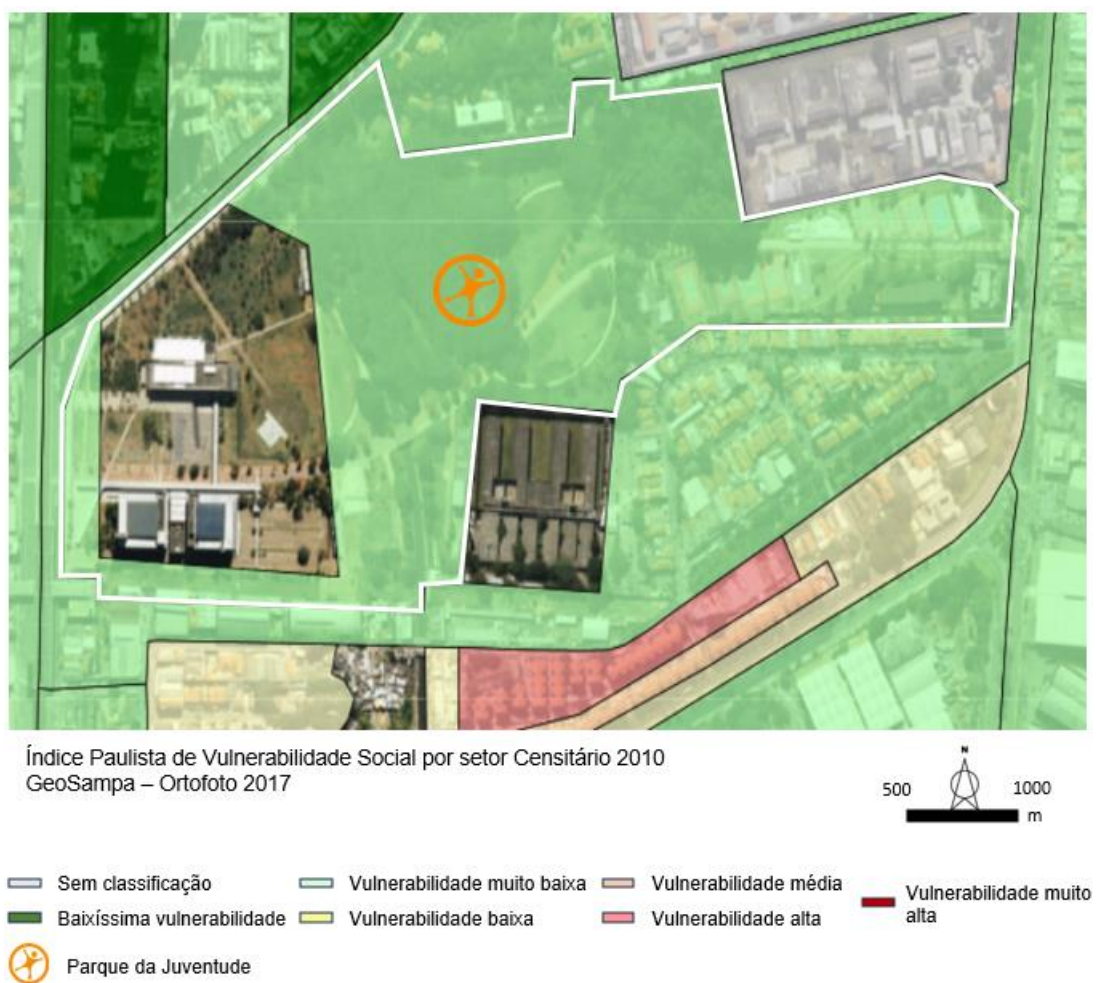 Índice Paulista de Vulnerabilidade Social por setor Censitário 2010
GeoSampa – Ortofoto 2017
N
500 1000
m
Sem classificação
Vulnerabilidade muito baixa
Vulnerabilidade média
Vulnerabilidade muito
alta
Baixíssima vulnerabilidade
Vulnerabilidade baixa
Vulnerabilidade alta
Parque da Juventude